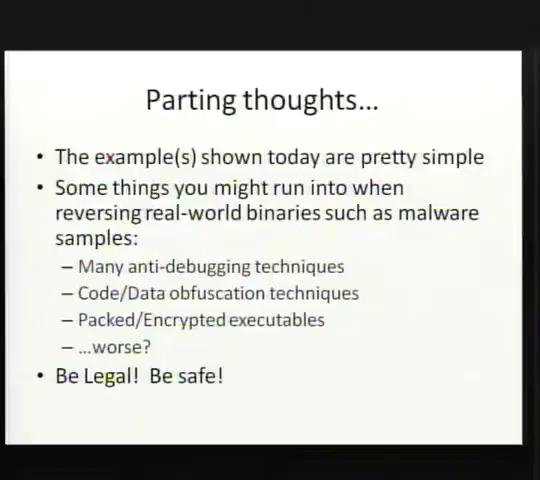 Parting thoughts...
• The example(s) shown today are pretty simple
• Some things you might run into when
reversing real-world binaries such as malware
samples:
– Many anti-debugging techniques
– Code/Data obfuscation techniques
– Packed/Encrypted executables
– ...worse?
• Be Legal!  Be safe!